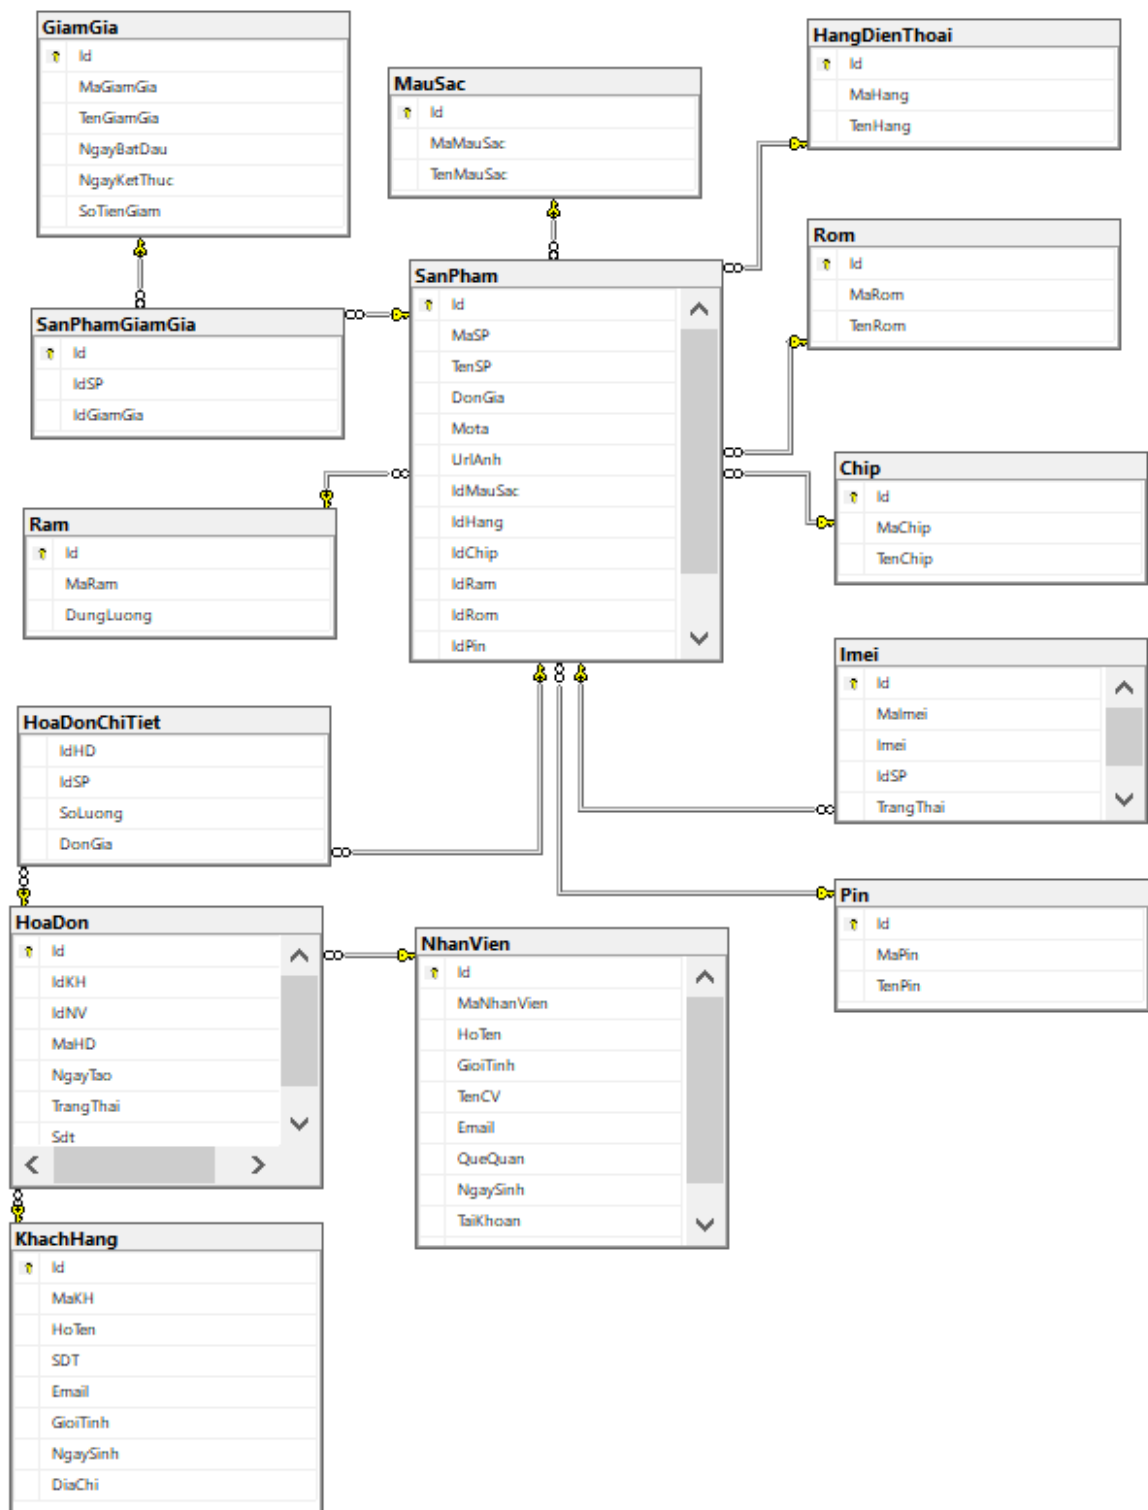 GiamGia
Id
MaGiamGia
TenGiamGia
NgayBatDau
NgayKetThuc
SoTienGiam
MauSac
Id
MaMauSac
TenMauSac
HangDienThoai
Id
MaHang
TenHang
Rom
Id
MaRom
TenRom
SanPham
Id
MaSP
TenSP
DonGia
Mota
UrlAnh
IdMauSac
IdHang
IdChip
IdRam
IdRom
IdPin
SanPhamGiamGia
Id
IdSP
IdGiamGia
Ram
Id
MaRam
DungLuong
Chip
Id
MaChip
TenChip
Imei
Id
MaImei
Imei
IdSP
TrangThai
HoaDonChiTiet
IdHD
IdSP
SoLuong
DonGia
Pin
Id
MaPin
TenPin
HoaDon
Id
IdKH
IdNV
MaHD
NgayTao
TrangThai
Sdt
NhanVien
Id
MaNhanVien
HoTen
GioiTinh
TenCV
Email
QueQuan
NgaySinh
TaiKhoan
KhachHang
Id
MaKH
HoTen
SDT
Email
GioiTinh
NgaySinh
DiaChi